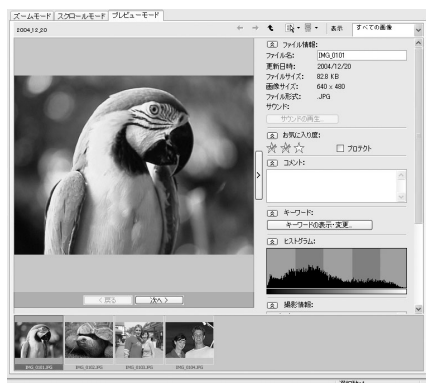 ズームモード スクロールモード プレビューモード
2004_12_20
表示 すべての画像
ファイル情報:
ファイル名: IMG_0101
更新日時: 2004/12/20
ファイルサイズ: 82.8 KB
画像サイズ: 640 x 480
ファイル形式: .JPG
サウンド:
サウンドの再生...
お気に入り度:
プロテクト
コメント:
キーワード:
キーワードの表示・変更...
ヒストグラム:
撮影情報:
< 戻る 次へ >
IMG_0101.JPG IMG_0102.JPG IMG_0103.JPG IMG_0104.JPG